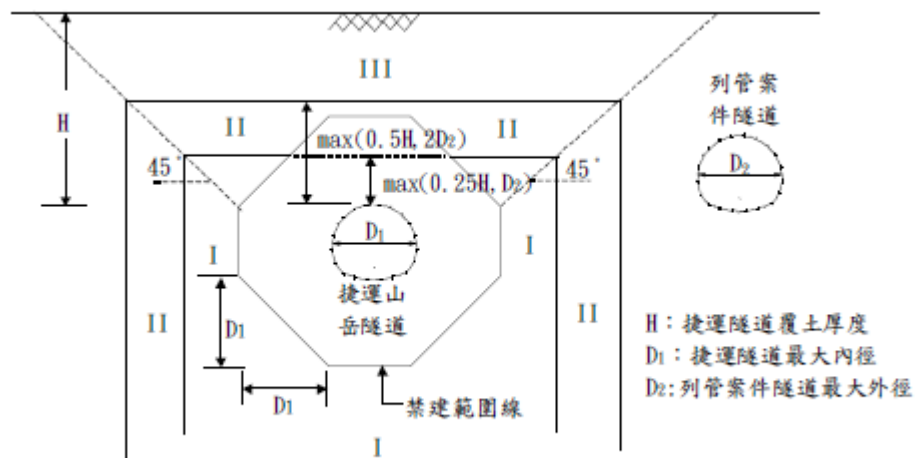 III
列管案
件隧道
H
II
II
max(0.5H, 2D2)
45°
45°
max(0.25H, D2)
D2
I
D1
I
捷運山
岳隧道
II
D1
II
H：捷運隧道覆土厚度
D1：捷運隧道最大內徑
D2:列管案件隧道最大外徑
D1
禁建範圍線
I